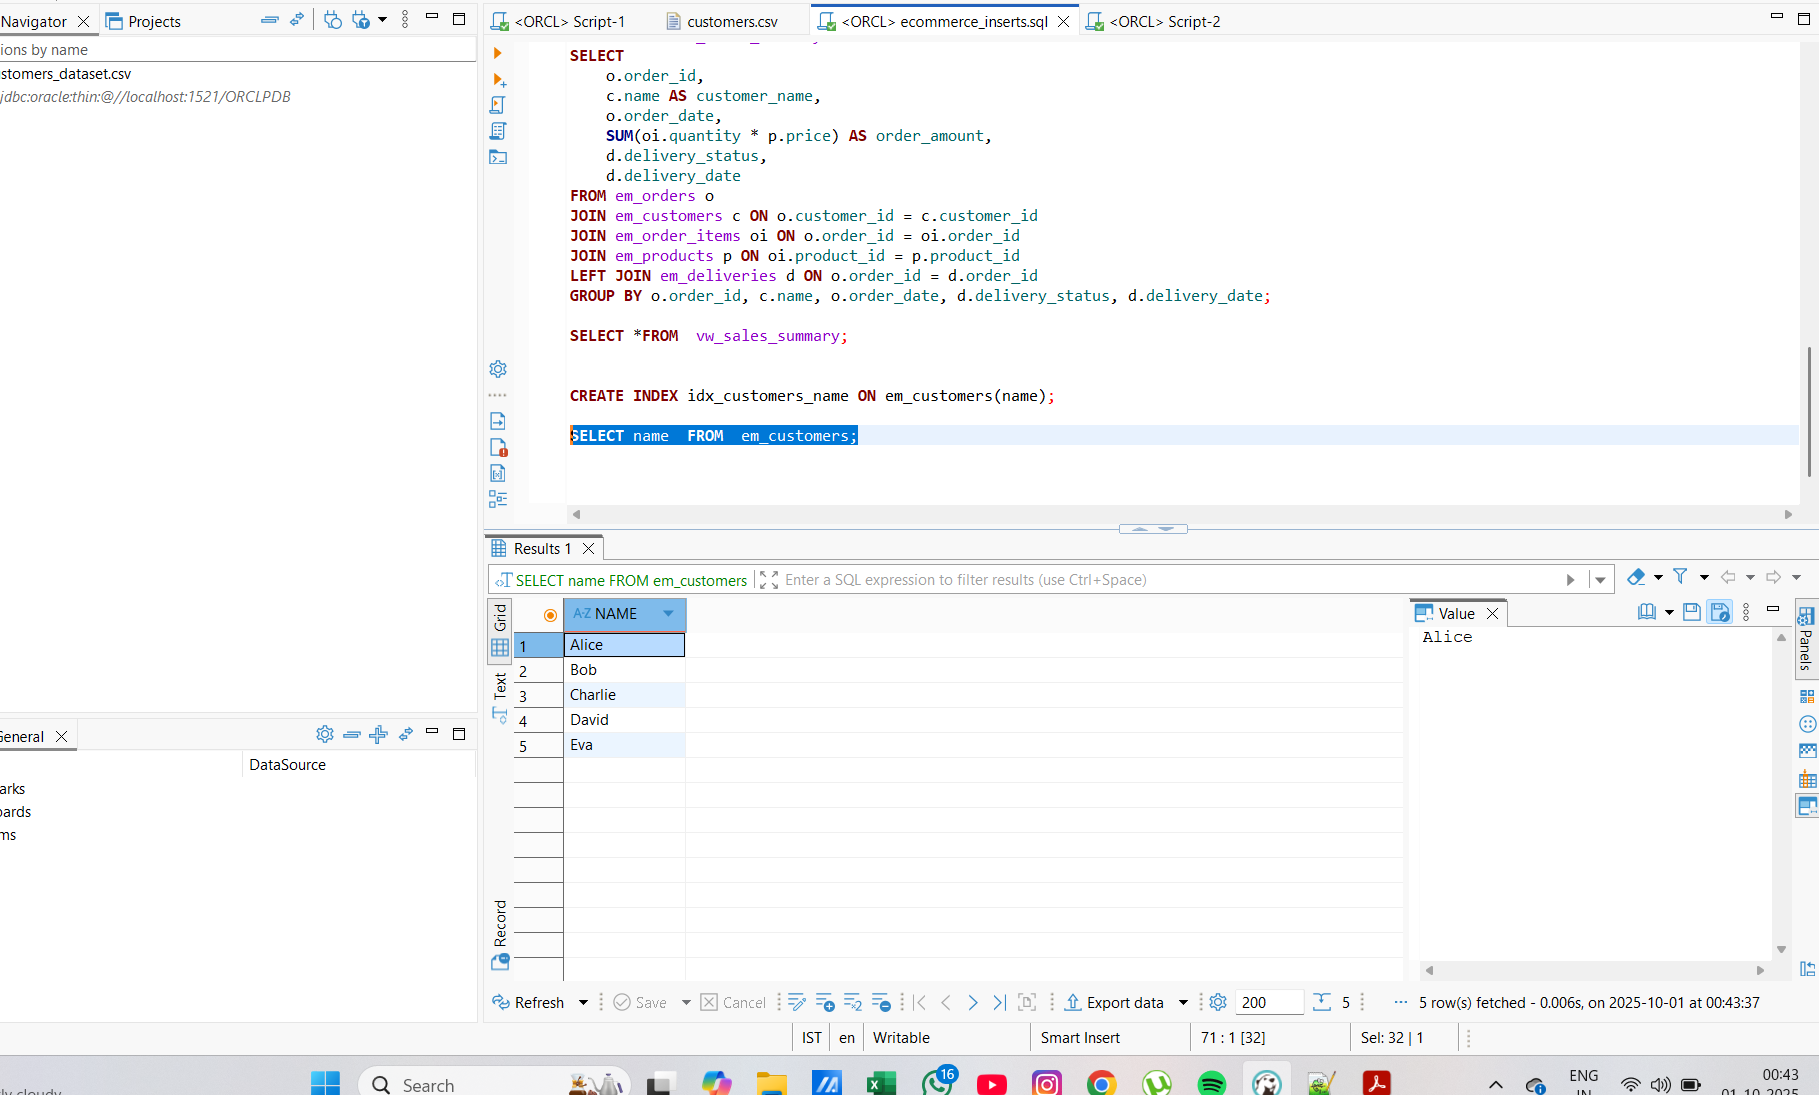 Navigator
Projects
<ORCL> Script-1
customers.csv
<ORCL> ecommerce_inserts.sql
<ORCL> Script-2
ions by name
stomers_dataset.csv
jdbc:oracle:thin:@//localhost:1521/ORCLPDB
SELECT
o.order_id,
c.name AS customer_name,
o.order_date,
SUM(oi.quantity * p.price) AS order_amount,
d.delivery_status,
d.delivery_date
FROM em_orders o
JOIN em_customers c ON o.customer_id = c.customer_id
JOIN em_order_items oi ON o.order_id = oi.order_id
JOIN em_products p ON oi.product_id = p.product_id
LEFT JOIN em_deliveries d ON o.order_id = d.order_id
GROUP BY o.order_id, c.name, o.order_date, d.delivery_status, d.delivery_date;
SELECT *FROM  vw_sales_summary;
CREATE INDEX idx_customers_name ON em_customers(name);
SELECT name  FROM  em_customers;
Results 1
SELECT name FROM em_customers
Enter a SQL expression to filter results (use Ctrl+Space)
Grid
Text
Record
A-Z NAME
1 Alice
2 Bob
3 Charlie
4 David
5 Eva
Value
Alice
Panels
General
DataSource
arks
oards
ms
Refresh
Save
Cancel
Export data
200
5
5 row(s) fetched - 0.006s, on 2025-10-01 at 00:43:37
IST
en
Writable
Smart Insert
71 : 1 [32]
Sel: 32 | 1
Search
16
ENG
00:43